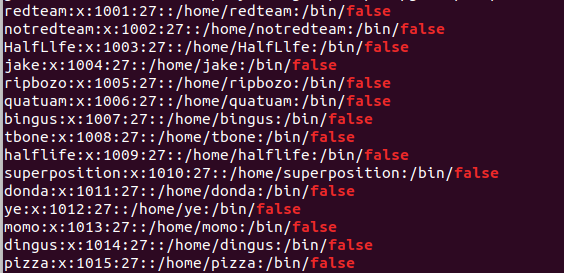 redteam:x:1001:27::/home/redteam:/bin/false
notredteam:x:1002:27::/home/notredteam:/bin/false
HalfLlfe:x:1003:27::/home/HalfLlfe:/bin/false
jake:x:1004:27::/home/jake:/bin/false
ripbozo:x:1005:27::/home/ripbozo:/bin/false
quatuam:x:1006:27::/home/quatuam:/bin/false
bingus:x:1007:27::/home/bingus:/bin/false
tbone:x:1008:27::/home/tbone:/bin/false
halflife:x:1009:27::/home/halflife:/bin/false
superposition:x:1010:27::/home/superposition:/bin/false
donda:x:1011:27::/home/donda:/bin/false
ye:x:1012:27::/home/ye:/bin/false
momo:x:1013:27::/home/momo:/bin/false
dingus:x:1014:27::/home/dingus:/bin/false
pizza:x:1015:27::/home/pizza:/bin/false